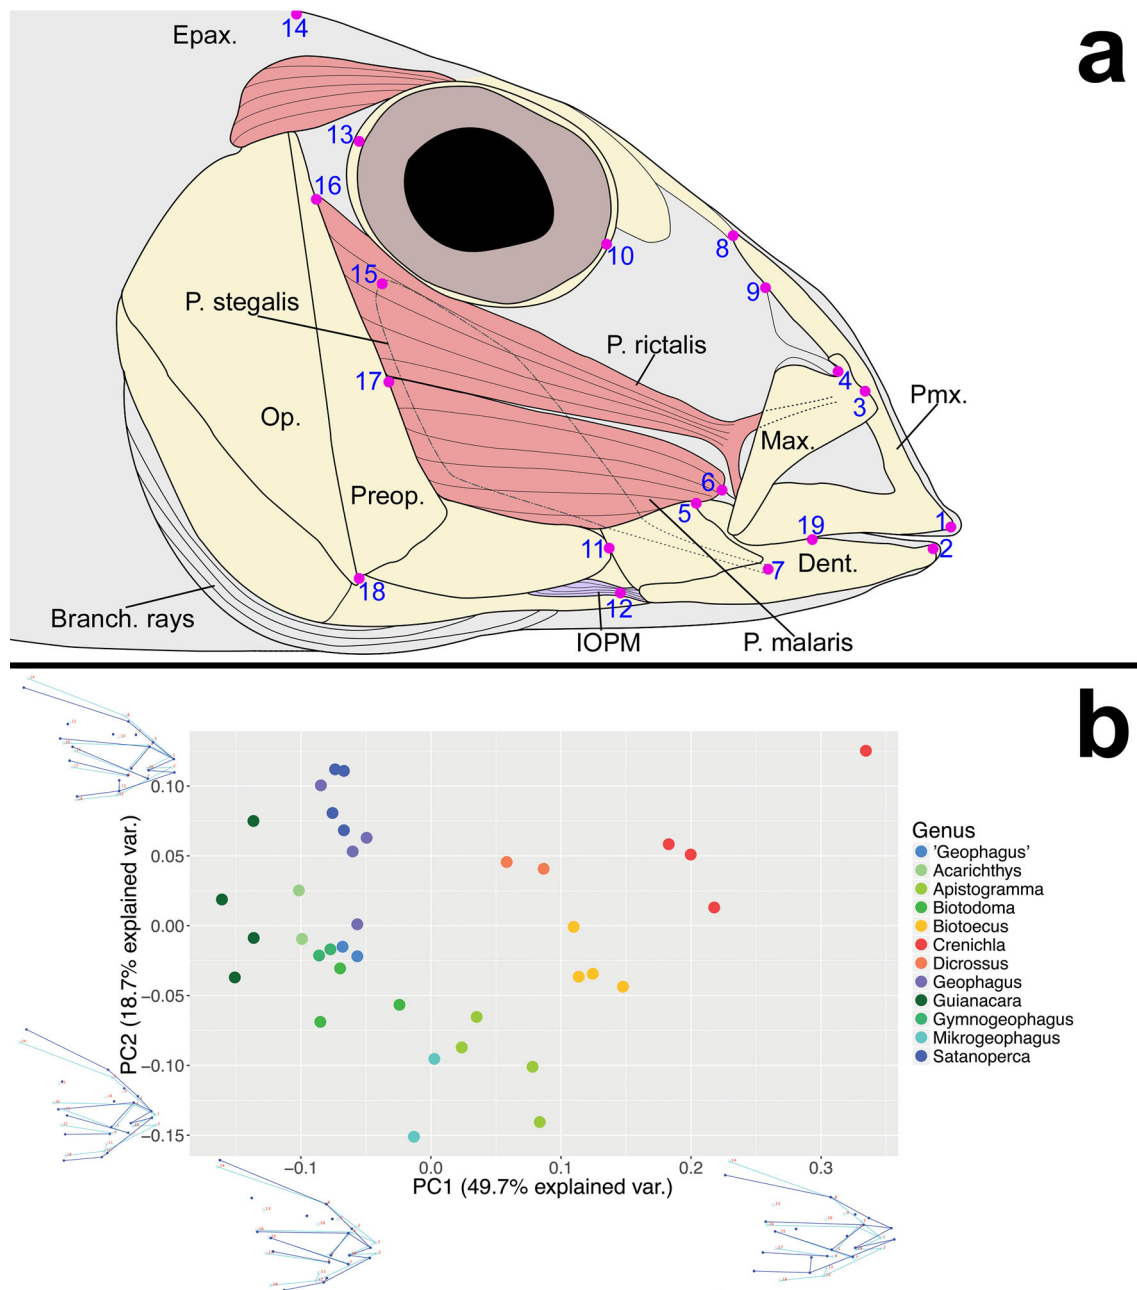 a
14
Epax.
13
16
8
10
15
9
P. stegalis
P. rictalis
4
17
3
Pmx.
Op.
Max.
6
Preop.
5
1
19
11
2
7
Dent.
18
12
Branch. rays
IOPM
P. malaris
b
PC2 (18.7% explained var.)
0.10
0.05
0.00
−0.05
−0.10
−0.15
−0.1
0.0
0.1
0.2
0.3
PC1 (49.7% explained var.)
Genus
'Geophagus'
Acarichthys
Apistogramma
Biotodoma
Biotoecus
Crenichla
Dicrossus
Geophagus
Guianacara
Gymnogeophagus
Mikrogeophagus
Satanoperca